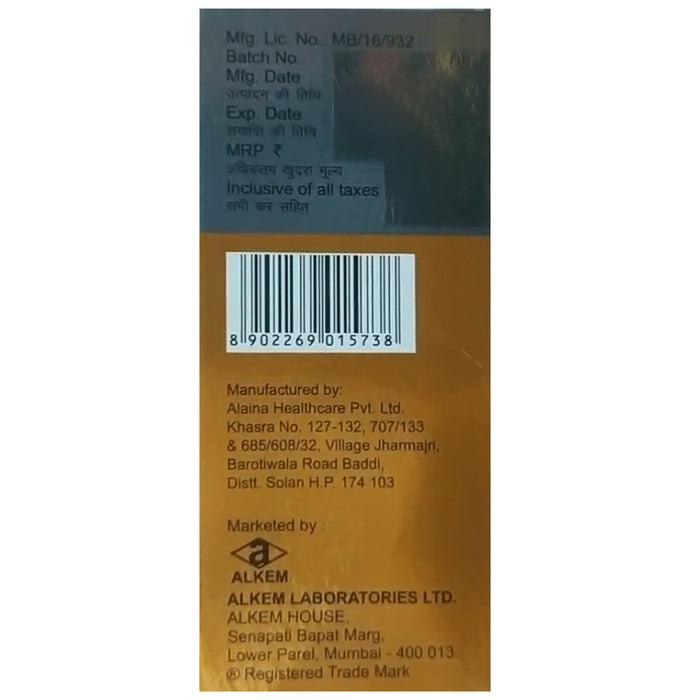 Mfg. Lic. No. MB/16/932
Batch No. :
Mfg. Date :
उत्पादन की तिथि
Exp. Date :
समाप्ति की तिथि
MRP ₹ :
अधिकतम खुदरा मूल्य
Inclusive of all taxes
सभी कर सहित
8 902269 015738
Manufactured by:
Alaina Healthcare Pvt. Ltd.
Khasra No. 127-132, 707/133
& 685/608/32, Village Jharmajri,
Barotiwala Road Baddi,
Distt. Solan H.P. 174 103
Marketed by :
a
ALKEM
ALKEM LABORATORIES LTD.
ALKEM HOUSE,
Senapati Bapat Marg,
Lower Parel, Mumbai - 400 013.
® Registered Trade Mark